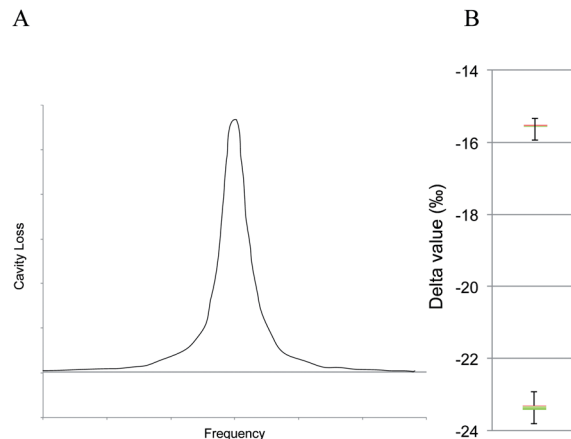 A
Cavity Loss
Frequency
B
Delta value (‰)
-14
-16
-18
-20
-22
-24